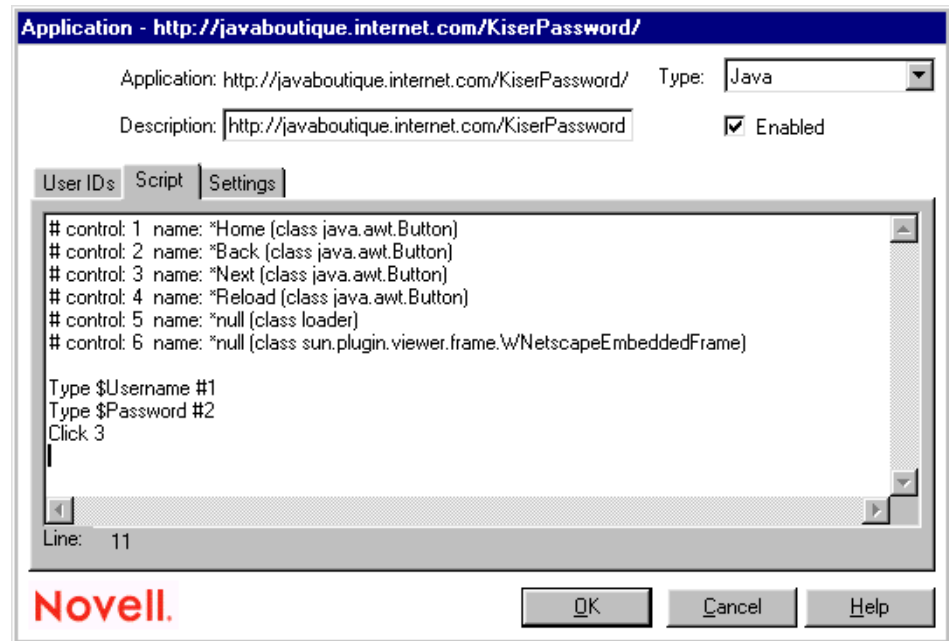 Application - http://javaboutique.internet.com/KiserPassword/
Application: http://javaboutique.internet.com/KiserPassword/ Type: Java
Description: http://javaboutique.internet.com/KiserPassword Enabled
User IDs Script Settings
# control: 1 name: *Home (class java.awt.Button)
# control: 2 name: *Back (class java.awt.Button)
# control: 3 name: *Next (class java.awt.Button)
# control: 4 name: *Reload (class java.awt.Button)
# control: 5 name: *null (class loader)
# control: 6 name: *null (class sun.plugin.viewer.frame.WNetscapeEmbeddedFrame)
Type $Username #1
Type $Password #2
Click 3
Line: 11
Novell.
OK Cancel Help